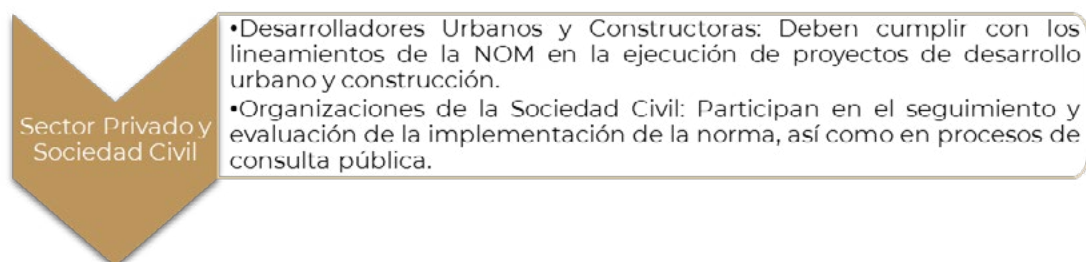 Sector Privado y
Sociedad Civil
•Desarrolladores Urbanos y Constructoras: Deben cumplir con los
lineamientos de la NOM en la ejecución de proyectos de desarrollo
urbano y construcción.
•Organizaciones de la Sociedad Civil: Participan en el seguimiento y
evaluación de la implementación de la norma, así como en procesos de
consulta pública.